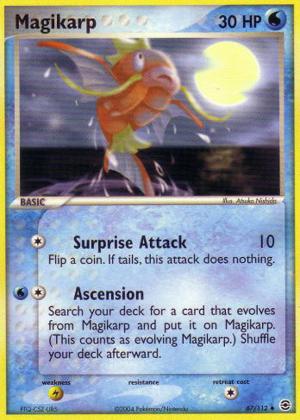 Magikarp 30 HP
Illus. Atsuko Nishida
BASIC
Surprise Attack 10
Flip a coin. If tails, this attack does nothing.
Ascension
Search your deck for a card that evolves
from Magikarp and put it on Magikarp.
(This counts as evolving Magikarp.) Shuffle
your deck afterward.
weakness resistance retreat cost
©2004 Pokémon/Nintendo 67/112